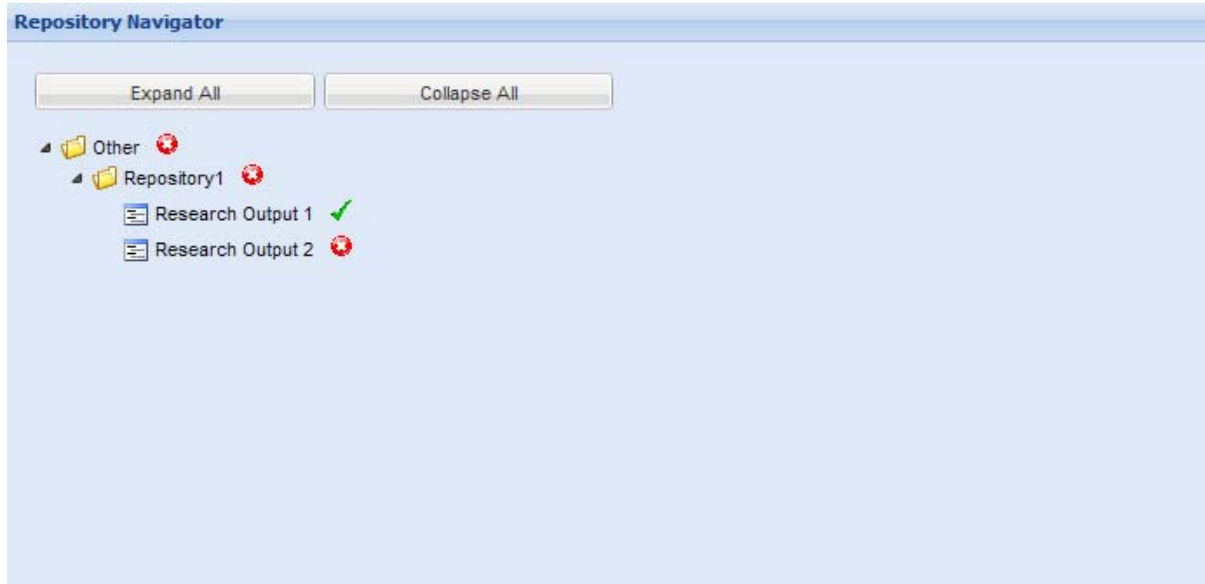 Repository Navigator
Expand All Collapse All
Other
Repository1
Research Output 1
Research Output 2